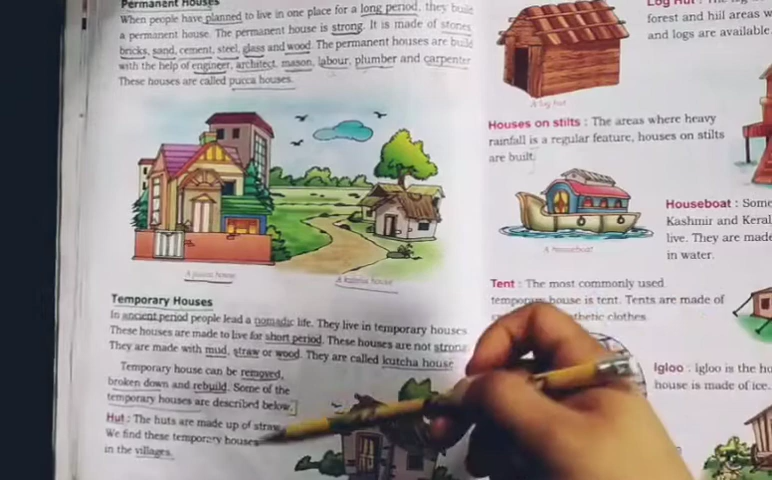 Permanent Houses
When people have planned to live in one place for a long period, they build
a permanent house. The permanent house is strong. It is made of stones
bricks, sand, cement, steel, glass and wood. The permanent houses are build
with the help of engineer, architect, mason, labour, plumber and carpenter
These houses are called pucca houses.
A pucca house
A kutcha house
Temporary Houses
In ancient period people lead a nomadic life. They live in temporary houses
These houses are made to live for short period. These houses are not strong
They are made with mud, straw or wood. They are called kutcha house
Temporary house can be removed,
broken down and rebuild. Some of the
temporary houses are described below.
Hut: The huts are made up of straw
We find these temporary houses
in the villages.
Log Hut :
forest and hill areas
and logs are available
A log hut
Houses on stilts : The areas where heavy
rainfall is a regular feature, houses on stilts
are built.
Houseboat : Some
Kashmir and Keral
live. They are made
in water.
A houseboat
Tent : The most commonly used
temporary house is tent. Tents are made of
clothes.
Igloo : Igloo is the
house is made of ice.